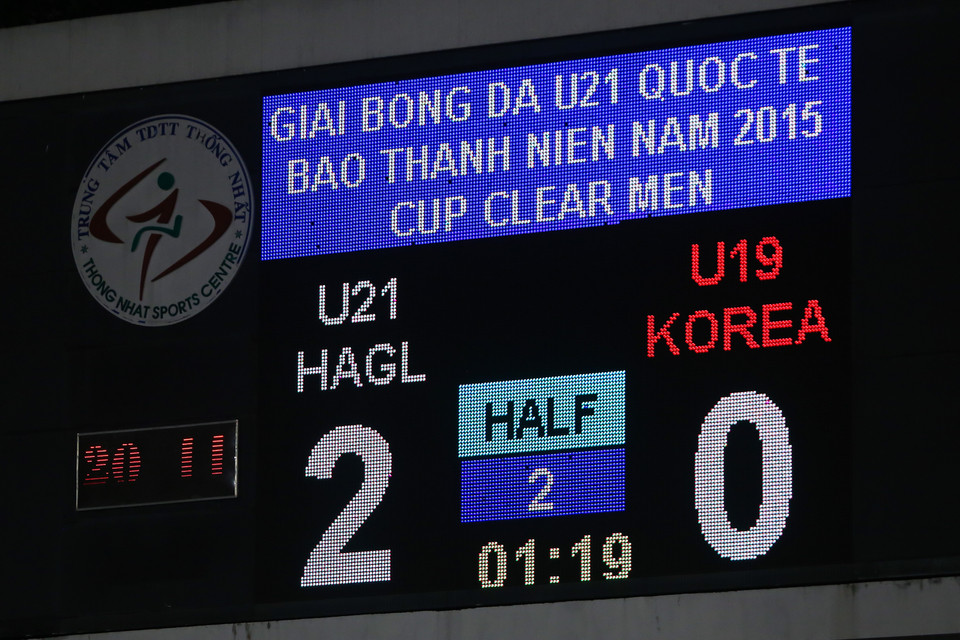 GIAI BONG DA U21 QUOC TE
BAO THANH NIEN NAM 2015
CUP CLEAR MEN
TRUNG TÂM TDTT THỐNG NHẤT
THONG NHAT SPORTS CENTRE
U21
HAGL
U19
KOREA
HALF
2
2
0
01:19
20 11